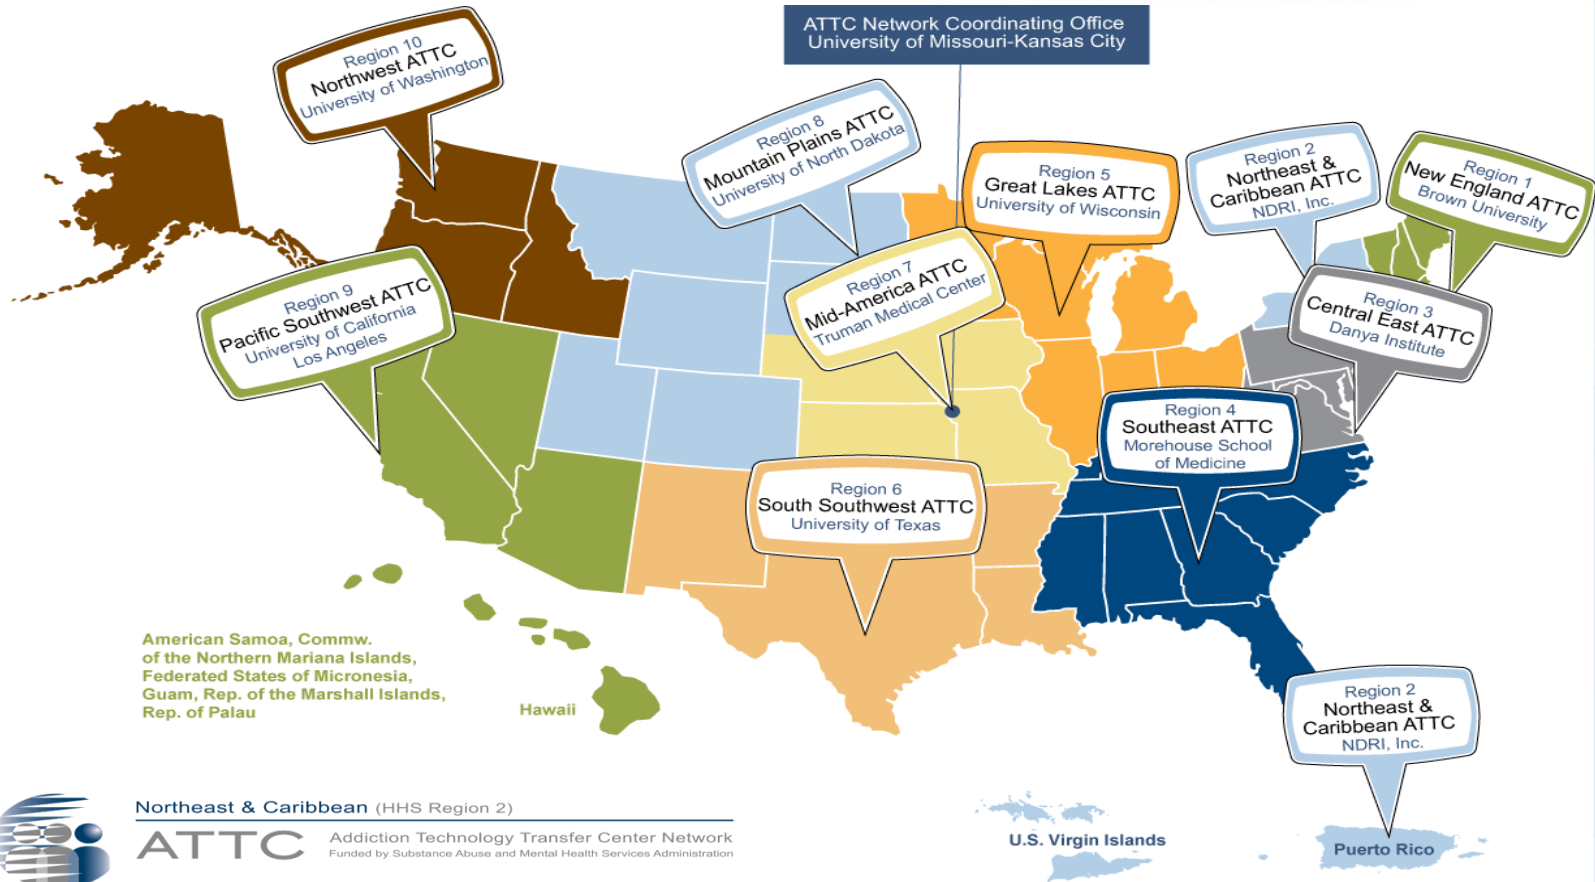 ATTC Network Coordinating Office
University of Missouri-Kansas City
Region 10
Northwest ATTC
University of Washington
Region 8
Mountain Plains ATTC
University of North Dakota
Region 5
Great Lakes ATTC
University of Wisconsin
Region 2
Northeast &
Caribbean ATTC
NDRI, Inc.
Region 1
New England ATTC
Brown University
Region 9
Pacific Southwest ATTC
University of California
Los Angeles
Region 7
Mid-America ATTC
Truman Medical Center
Region 3
Central East ATTC
Danya Institute
Region 4
Southeast ATTC
Morehouse School
of Medicine
Region 6
South Southwest ATTC
University of Texas
American Samoa, Commw.
of the Northern Mariana Islands,
Federated States of Micronesia,
Guam, Rep. of the Marshall Islands,
Rep. of Palau
Hawaii
Region 2
Northeast &
Caribbean ATTC
NDRI, Inc.
U.S. Virgin Islands
Puerto Rico
Northeast & Caribbean (HHS Region 2)
ATTC
Addiction Technology Transfer Center Network
Funded by Substance Abuse and Mental Health Services Administration